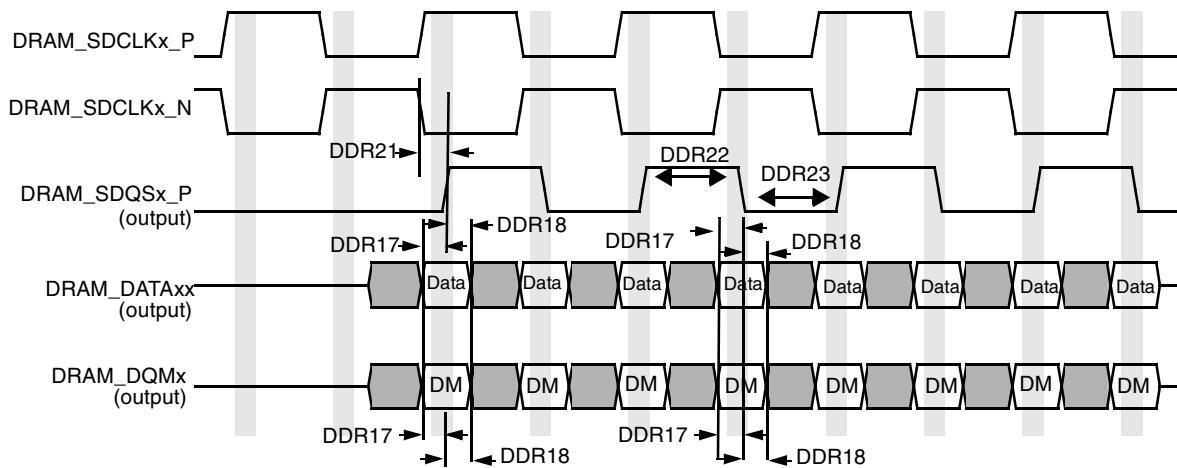 DRAM_SDCLKx_P
DRAM_SDCLKx_N
DDR21
DDR22
DDR23
DRAM_SDQSx_P
(output)
DDR17
DDR18
DDR17
DDR18
DRAM_DATAxx
(output)
Data Data Data Data Data Data Data Data
DRAM_DQMx
(output)
DM DM DM DM DM DM DM DM
DDR17
DDR17
DDR18
DDR18